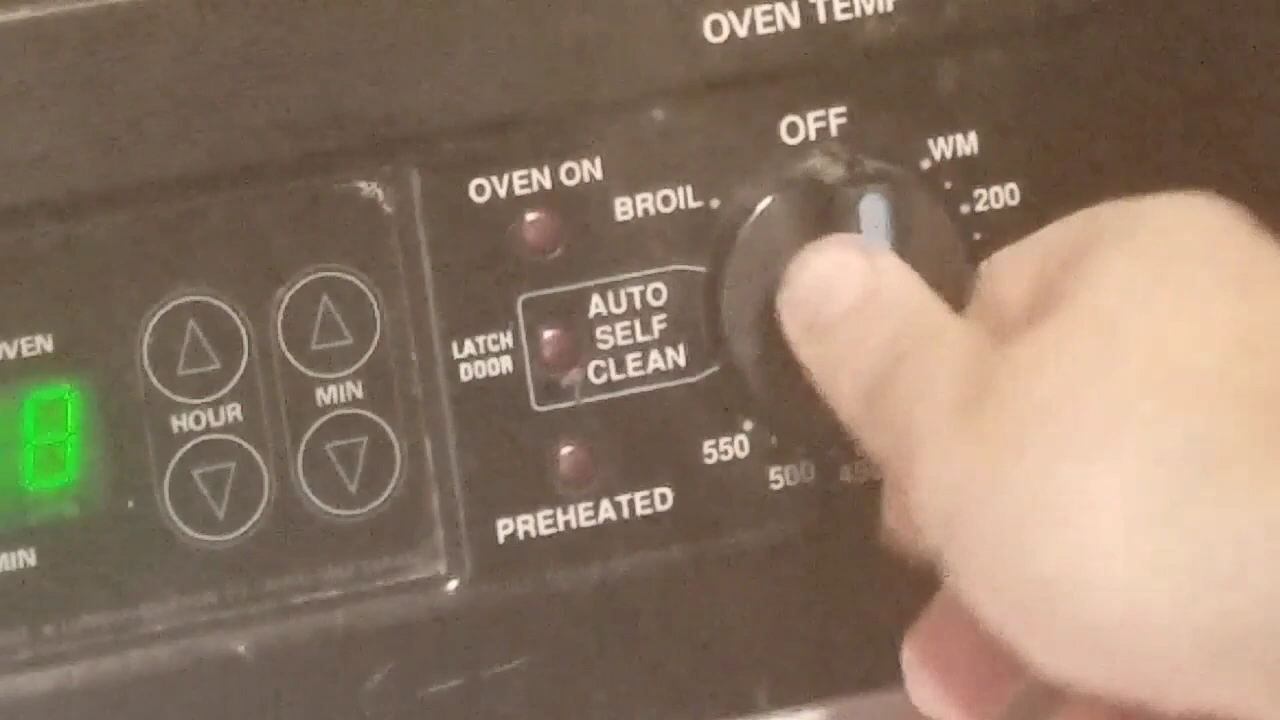 OVEN TEMP
OFF
WM
OVEN ON
BROIL
200
AUTO
SELF
CLEAN
LATCH
DOOR
HOUR
MIN
8
550
500
PREHEATED
MIN